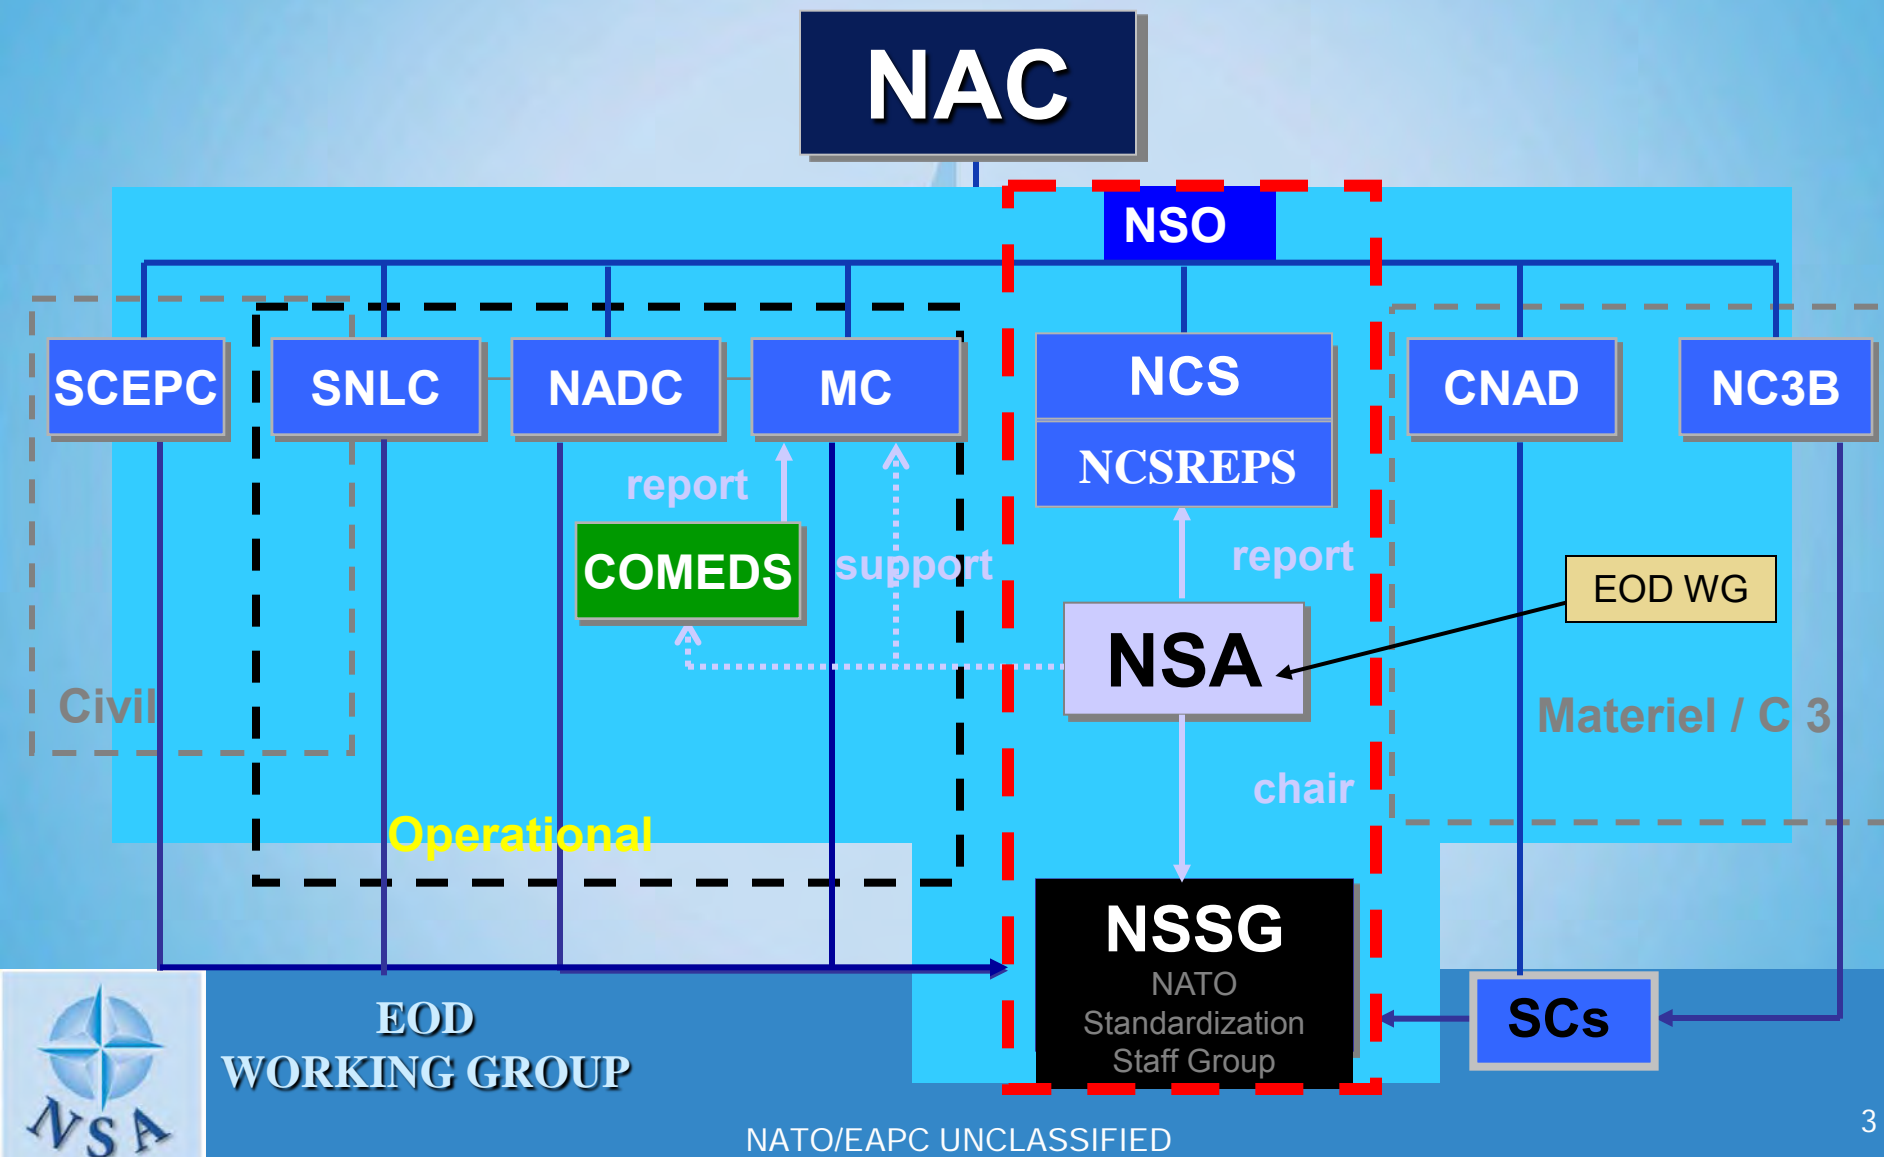 NAC
NSO
SCEPC
SNLC
NADC
MC
NCS
NCSREPS
CNAD
NC3B
report
COMEDS
support
report
EOD WG
NSA
Civil
Materiel / C 3
chair
Operational
NSSG
NATO
Standardization
Staff Group
SCs
EOD
WORKING GROUP
NSA
NATO/EAPC UNCLASSIFIED
3